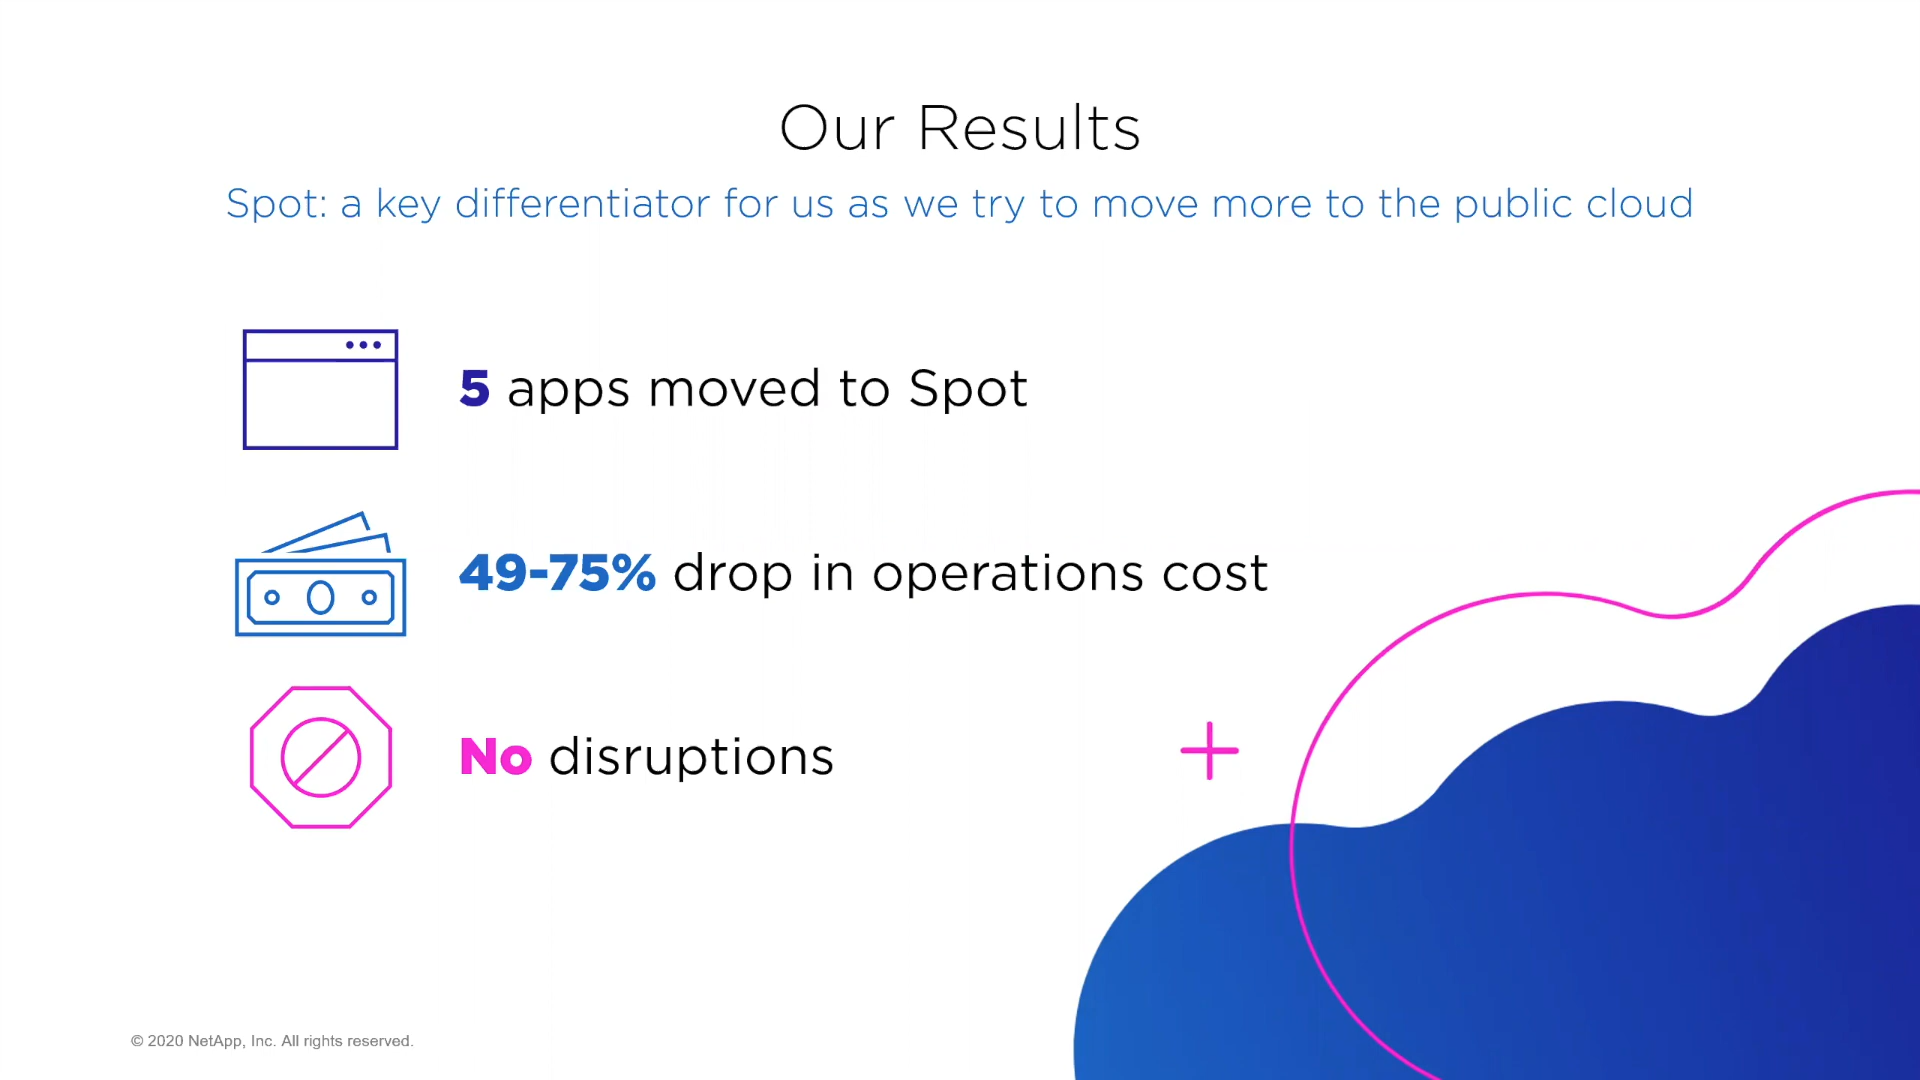 Our Results
Spot: a key differentiator for us as we try to move more to the public cloud
5 apps moved to Spot
49-75% drop in operations cost
No disruptions
© 2020 NetApp, Inc. All rights reserved.